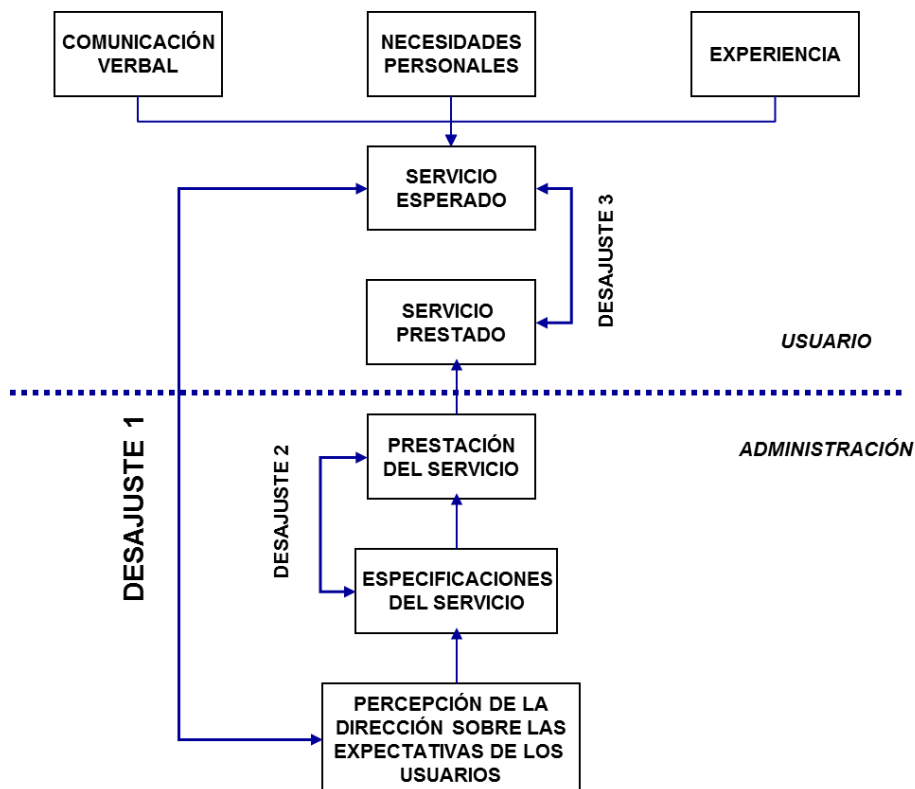 COMUNICACIÓN
VERBAL
NECESIDADES
PERSONALES
EXPERIENCIA
SERVICIO
ESPERADO
DESAJUSTE 3
SERVICIO
PRESTADO
USUARIO
DESAJUSTE 1
PRESTACIÓN
DEL SERVICIO
ADMINISTRACIÓN
DESAJUSTE 2
ESPECIFICACIONES
DEL SERVICIO
PERCEPCIÓN DE LA
DIRECCIÓN SOBRE LAS
EXPECTATIVAS DE LOS
USUARIOS